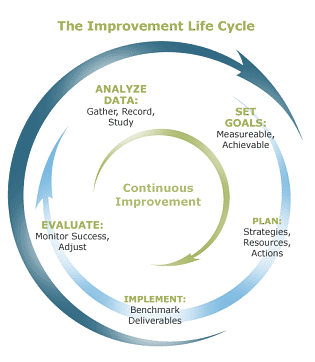 The Improvement Life Cycle
ANALYZE
DATA:
Gather, Record,
Study
SET
GOALS:
Measureable,
Achievable
Continuous
Improvement
PLAN:
Strategies,
Resources,
Actions
IMPLEMENT:
Benchmark
Deliverables
EVALUATE:
Monitor Success,
Adjust